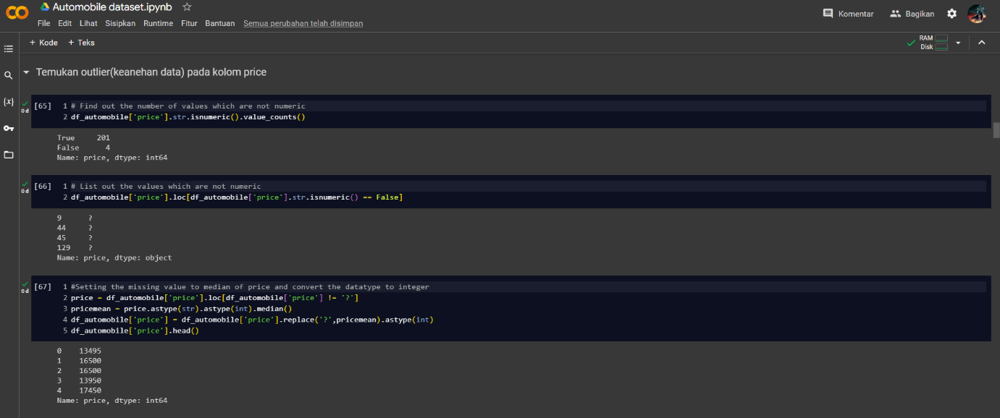 Automobile dataset.ipynb
File Edit Lihat Sisipkan Runtime Fitur Bantuan Semua perubahan telah disimpan
Komentar Bagikan
+ Kode + Teks
RAM
Disk
Temukan outlier(keanehan data) pada kolom price
[65] 1 # Find out the number of values which are not numeric
0 d
2 df_automobile['price'].str.isnumeric().value_counts()
True 201
False 4
Name: price, dtype: int64
[66] 1 # List out the values which are not numeric
0 d
2 df_automobile['price'].loc[df_automobile['price'].str.isnumeric() == False]
9 ?
44 ?
45 ?
129 ?
Name: price, dtype: object
[67] 1 #Setting the missing value to median of price and convert the datatype to integer
0 d
2 price = df_automobile['price'].loc[df_automobile['price'] != '?']
3 pricemean = price.astype(str).astype(int).median()
4 df_automobile['price'] = df_automobile['price'].replace('?',pricemean).astype(int)
5 df_automobile['price'].head()
0 13495
1 16500
2 16500
3 13950
4 17450
Name: price, dtype: int64